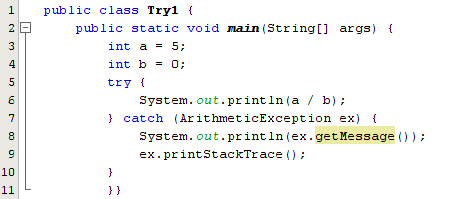 1 public class Try1 {
2 public static void main(String[] args) {
3 int a = 5;
4 int b = 0;
5 try {
6 System.out.println(a / b);
7 } catch (ArithmeticException ex) {
8 System.out.println(ex.getMessage());
9 ex.printStackTrace();
10 }
11 }}